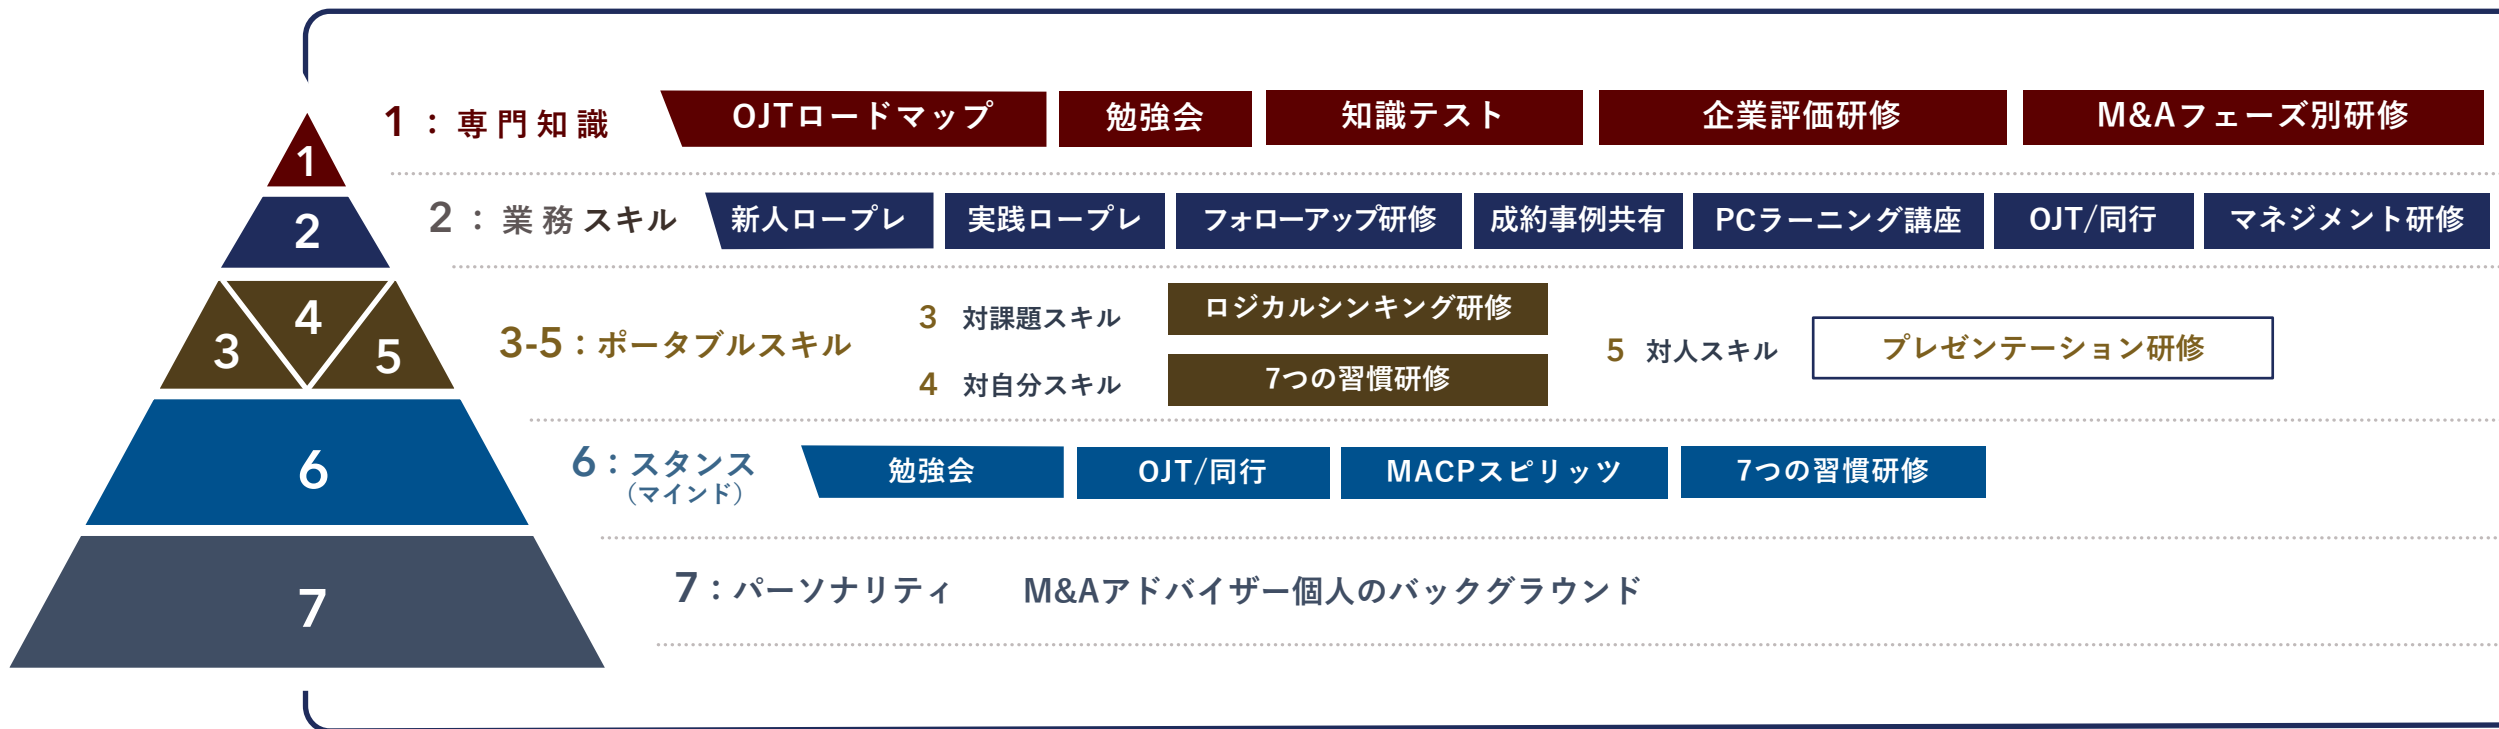 1
2
3
4
5
6
7
1：専門知識
OJTロードマップ
勉強会
知識テスト
企業評価研修
M&Aフェーズ別研修
2：業務スキル
新人ロープレ
実践ロープレ
フォローアップ研修
成約事例共有
PCラーニング講座
OJT/同行
マネジメント研修
3-5：ポータブルスキル
3 対課題スキル
ロジカルシンキング研修
4 対自分スキル
7つの習慣研修
5 対人スキル
プレゼンテーション研修
6：スタンス
（マインド）
勉強会
OJT/同行
MACPスピリッツ
7つの習慣研修
7：パーソナリティ
M&Aアドバイザー個人のバックグラウンド